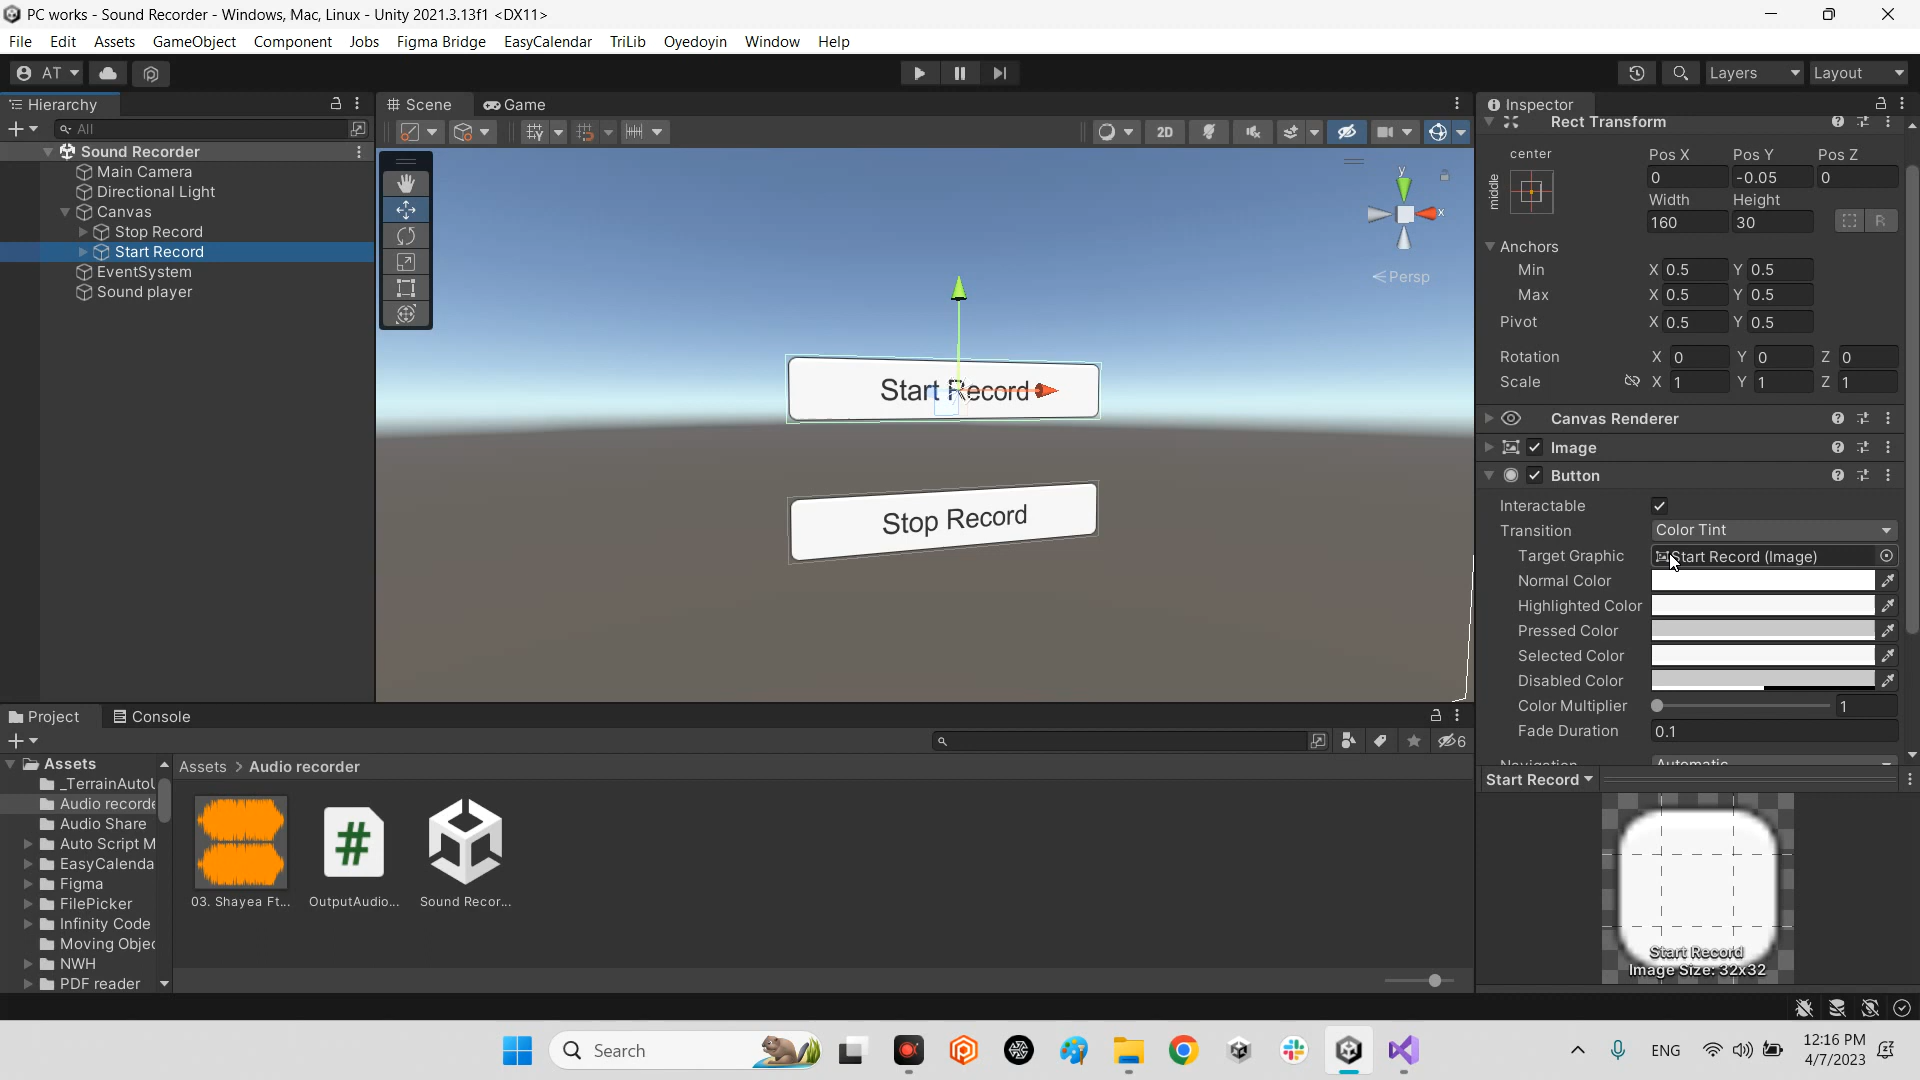 PC works - Sound Recorder - Windows, Mac, Linux - Unity 2021.3.13f1 <DX11>
File Edit Assets GameObject Component Jobs Figma Bridge EasyCalendar TriLib Oyedoyin Window Help
AT Layers Layout
Hierarchy Scene Game Inspector
All 2D Rect Transform
Sound Recorder
Main Camera
Directional Light
Canvas
Stop Record
Start Record
EventSystem
Sound player
y
x
Persp
Start Record
Stop Record
center
middle
Pos X Pos Y Pos Z
0 -0.05 0
Width Height
160 30 R
Anchors
Min X 0.5 Y 0.5
Max X 0.5 Y 0.5
Pivot X 0.5 Y 0.5
Rotation X 0 Y 0 Z 0
Scale X 1 Y 1 Z 1
Canvas Renderer
Image
Button
Interactable
Transition Color Tint
Target Graphic Start Record (Image)
Normal Color
Highlighted Color
Pressed Color
Selected Color
Disabled Color
Color Multiplier 1
Fade Duration 0.1
Navigation Automatic
Start Record
Start Record
Image Size: 32x32
Project Console
6
Assets
_TerrainAutoU
Audio recorde
Audio Share
Auto Script M
EasyCalenda
Figma
FilePicker
Infinity Code
Moving Objec
NWH
PDF reader
Assets > Audio recorder
03. Shayea Ft... OutputAudio... Sound Recor...
Search
ENG
12:16 PM
4/7/2023